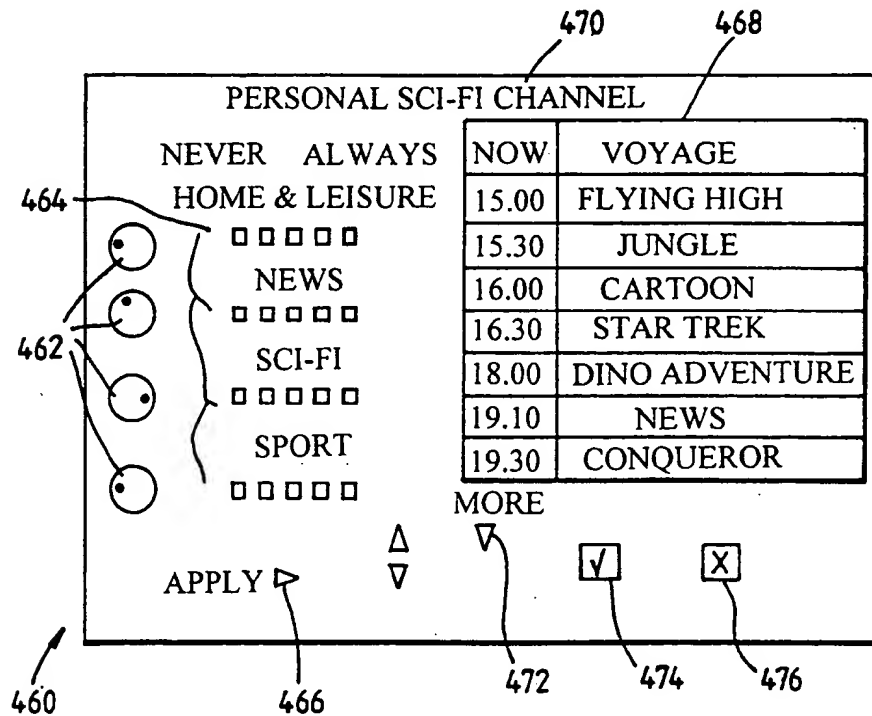 470
468
PERSONAL SCI-FI CHANNEL
NEVER ALWAYS
464
HOME & LEISURE
NEWS
462
SCI-FI
SPORT
NOW VOYAGE
15.00 FLYING HIGH
15.30 JUNGLE
16.00 CARTOON
16.30 STAR TREK
18.00 DINO ADVENTURE
19.10 NEWS
19.30 CONQUEROR
MORE
APPLY
√ X
460
466
472
474
476